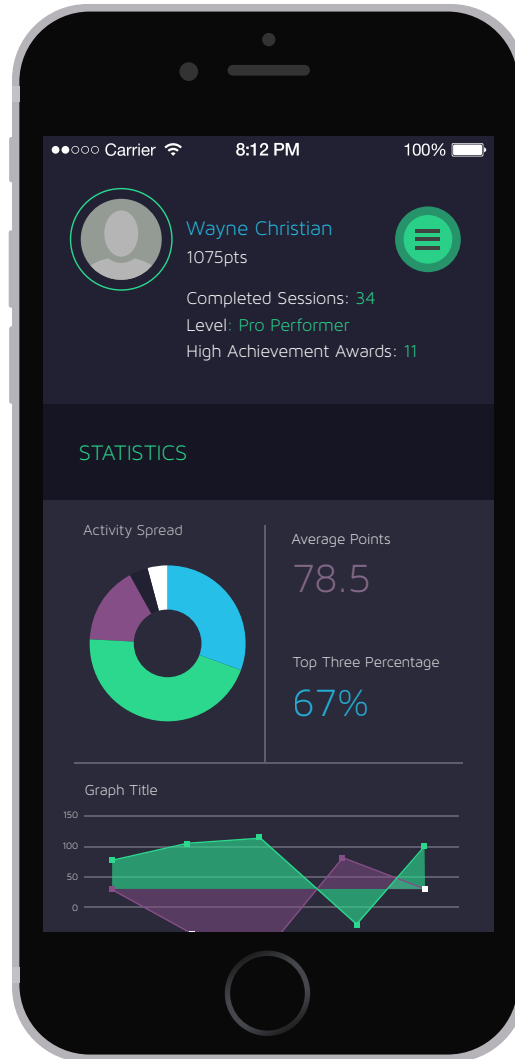 Carrier 8:12 PM 100%
Wayne Christian
1075pts
Completed Sessions: 34
Level: Pro Performer
High Achievement Awards: 11
STATISTICS
Activity Spread
Average Points
78.5
Top Three Percentage
67%
Graph Title
150
100
50
0